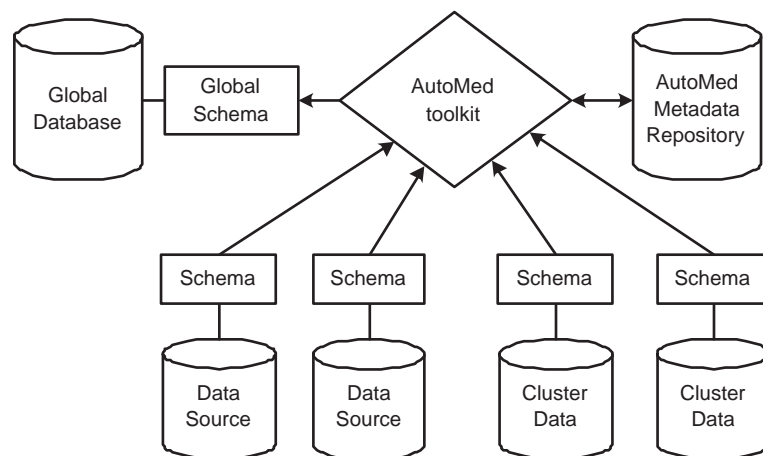 Global
Database
Global
Schema
AutoMed
toolkit
AutoMed
Metadata
Repository
Schema
Schema
Schema
Schema
Data
Source
Data
Source
Cluster
Data
Cluster
Data